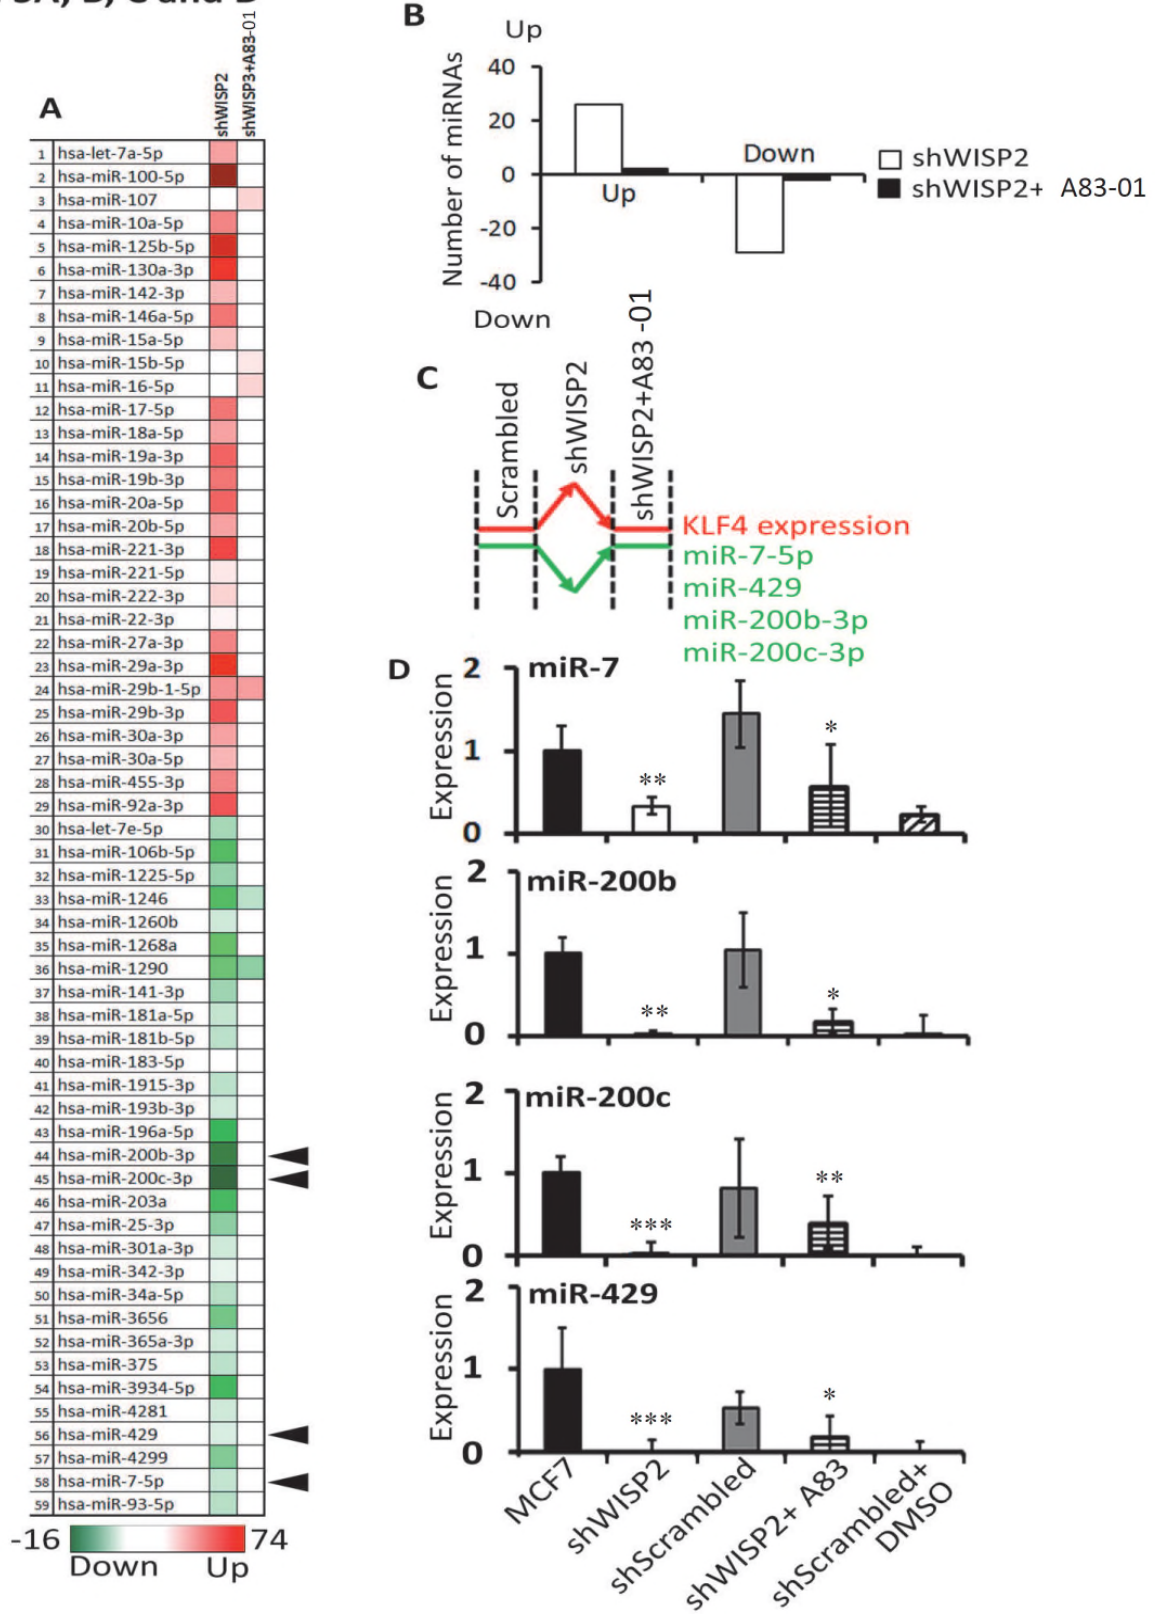 A
shWISP2
shWISP3+A83-01
1 hsa-let-7a-5p
2 hsa-miR-100-5p
3 hsa-miR-107
4 hsa-miR-10a-5p
5 hsa-miR-125b-5p
6 hsa-miR-130a-3p
7 hsa-miR-142-3p
8 hsa-miR-146a-5p
9 hsa-miR-15a-5p
10 hsa-miR-15b-5p
11 hsa-miR-16-5p
12 hsa-miR-17-5p
13 hsa-miR-18a-5p
14 hsa-miR-19a-3p
15 hsa-miR-19b-3p
16 hsa-miR-20a-5p
17 hsa-miR-20b-5p
18 hsa-miR-221-3p
19 hsa-miR-221-5p
20 hsa-miR-222-3p
21 hsa-miR-22-3p
22 hsa-miR-27a-3p
23 hsa-miR-29a-3p
24 hsa-miR-29b-1-5p
25 hsa-miR-29b-3p
26 hsa-miR-30a-3p
27 hsa-miR-30a-5p
28 hsa-miR-455-3p
29 hsa-miR-92a-3p
30 hsa-let-7e-5p
31 hsa-miR-106b-5p
32 hsa-miR-1225-5p
33 hsa-miR-1246
34 hsa-miR-1260b
35 hsa-miR-1268a
36 hsa-miR-1290
37 hsa-miR-141-3p
38 hsa-miR-181a-5p
39 hsa-miR-181b-5p
40 hsa-miR-183-5p
41 hsa-miR-1915-3p
42 hsa-miR-193b-3p
43 hsa-miR-196a-5p
44 hsa-miR-200b-3p
45 hsa-miR-200c-3p
46 hsa-miR-203a
47 hsa-miR-25-3p
48 hsa-miR-301a-3p
49 hsa-miR-342-3p
50 hsa-miR-34a-5p
51 hsa-miR-3656
52 hsa-miR-365a-3p
53 hsa-miR-375
54 hsa-miR-3934-5p
55 hsa-miR-4281
56 hsa-miR-429
57 hsa-miR-4299
58 hsa-miR-7-5p
59 hsa-miR-93-5p
-16 74
Down Up
B
Up
Number of miRNAs
40
20
0
-20
-40
Up
Down
Down
shWISP2
shWISP2+ A83-01
C
Scrambled
shWISP2
shWISP2+A83 -01
KLF4 expression
miR-7-5p
miR-429
miR-200b-3p
miR-200c-3p
D
miR-7
Expression
2
1
0
**
*
miR-200b
Expression
2
1
0
**
*
miR-200c
Expression
2
1
0
***
**
miR-429
Expression
2
1
0
***
*
MCF7
shWISP2
shScrambled
shWISP2+ A83
shScrambled+
DMSO